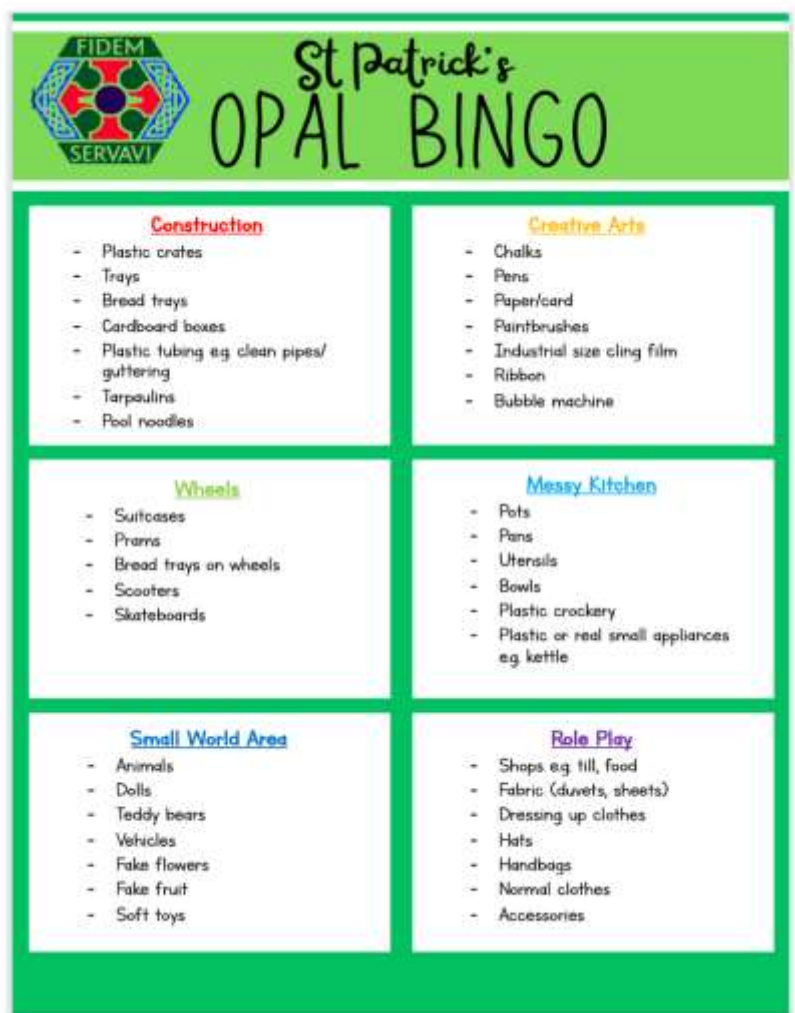 FIDEM
SERVAVI
St Patrick's
OPAL BINGO
Construction
- Plastic crates
- Trays
- Bread trays
- Cardboard boxes
- Plastic tubing e.g. clean pipes/
guttering
- Tarpaulins
- Pool noodles
Creative Arts
- Chalks
- Pens
- Paper/card
- Paintbrushes
- Industrial size cling film
- Ribbon
- Bubble machine
Wheels
- Suitcases
- Prams
- Bread trays on wheels
- Scooters
- Skateboards
Messy Kitchen
- Pots
- Pans
- Utensils
- Bowls
- Plastic crockery
- Plastic or real small appliances
e.g. kettle
Small World Area
- Animals
- Dolls
- Teddy bears
- Vehicles
- Fake flowers
- Fake fruit
- Soft toys
Role Play
- Shops e.g. till, food
- Fabric (duvets, sheets)
- Dressing up clothes
- Hats
- Handbags
- Normal clothes
- Accessories